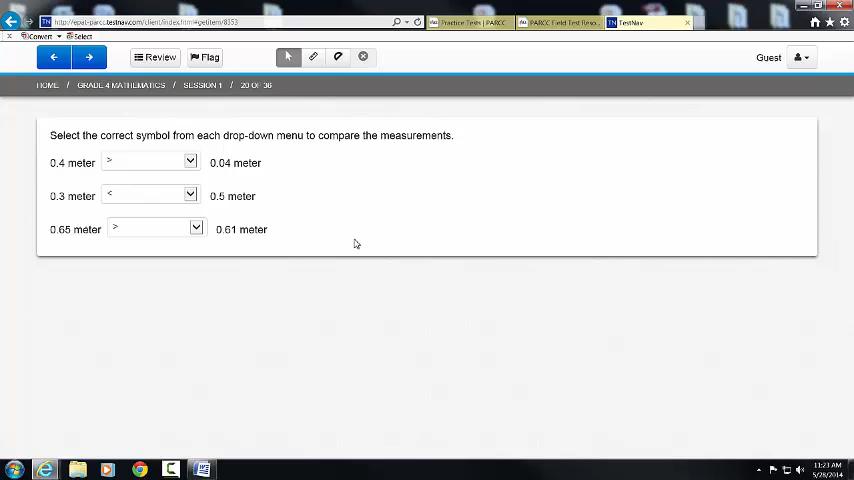 http://epat-parcc.testnav.com/client/index.html#getitem/8353
Practice Tests | PARCC
PARCC Field Test Reso...
TestNav
Convert
Select
Review
Flag
Guest
HOME / GRADE 4 MATHEMATICS / SESSION 1 / 20 OF 36
Select the correct symbol from each drop-down menu to compare the measurements.
0.4 meter > 0.04 meter
0.3 meter < 0.5 meter
0.65 meter > 0.61 meter
11:23 AM
5/28/2014